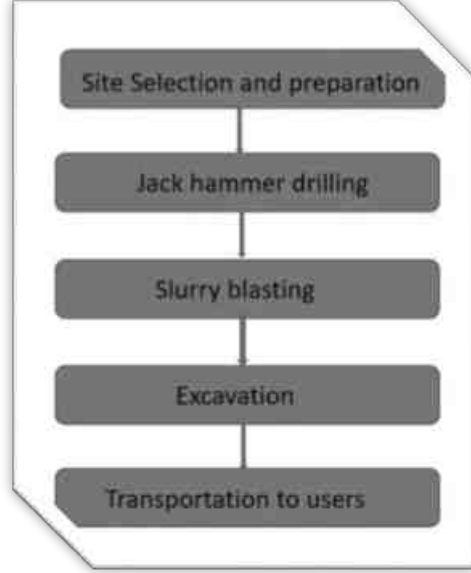 Site Selection and preparation
Jack hammer drilling
Slurry blasting
Excavation
Transportation to users